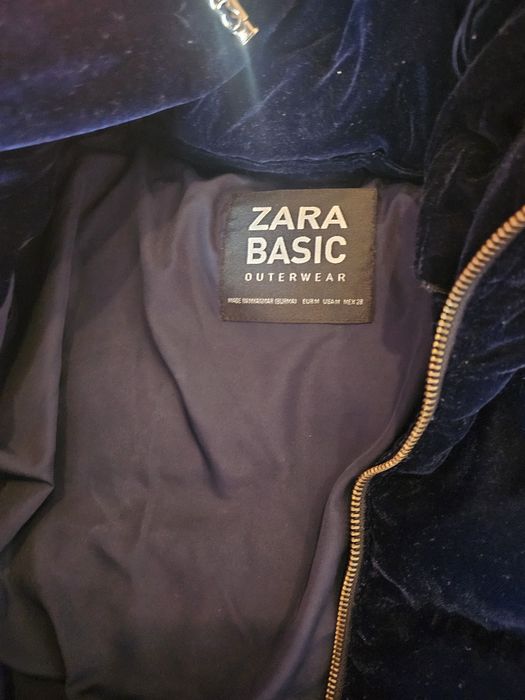 ZARA
BASIC
OUTERWEAR
MADE IN MYANMAR (BURMA) EUR M USA M MEX 28